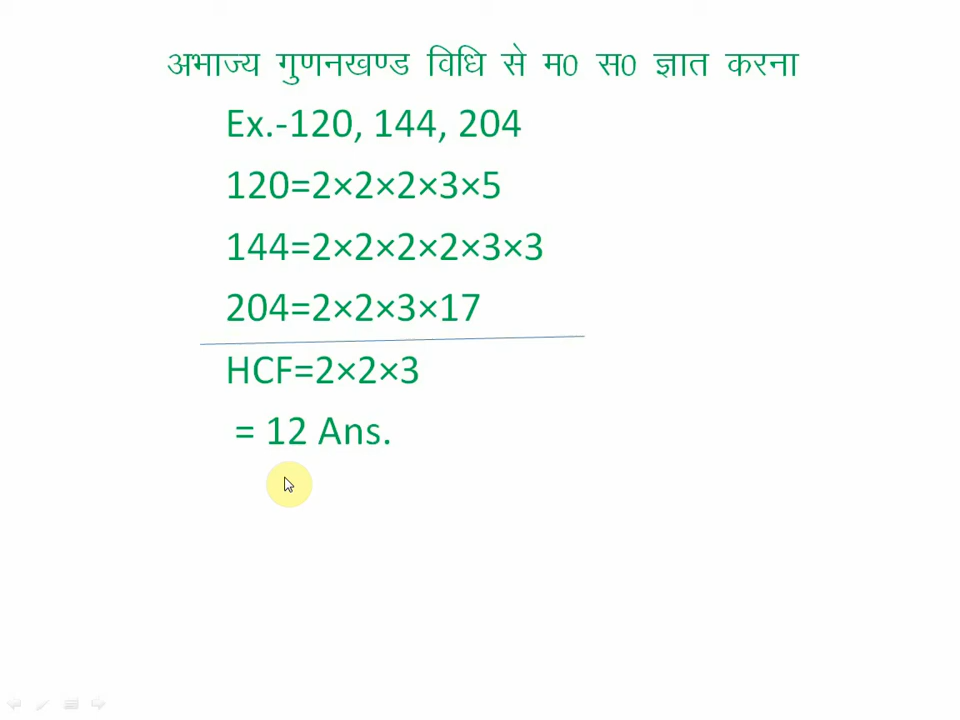 अभाज्य गुणनखण्ड विधि से म0 स0 ज्ञात करना
Ex.-120, 144, 204
120=2×2×2×3×5
144=2×2×2×2×3×3
204=2×2×3×17
HCF=2×2×3
= 12 Ans.